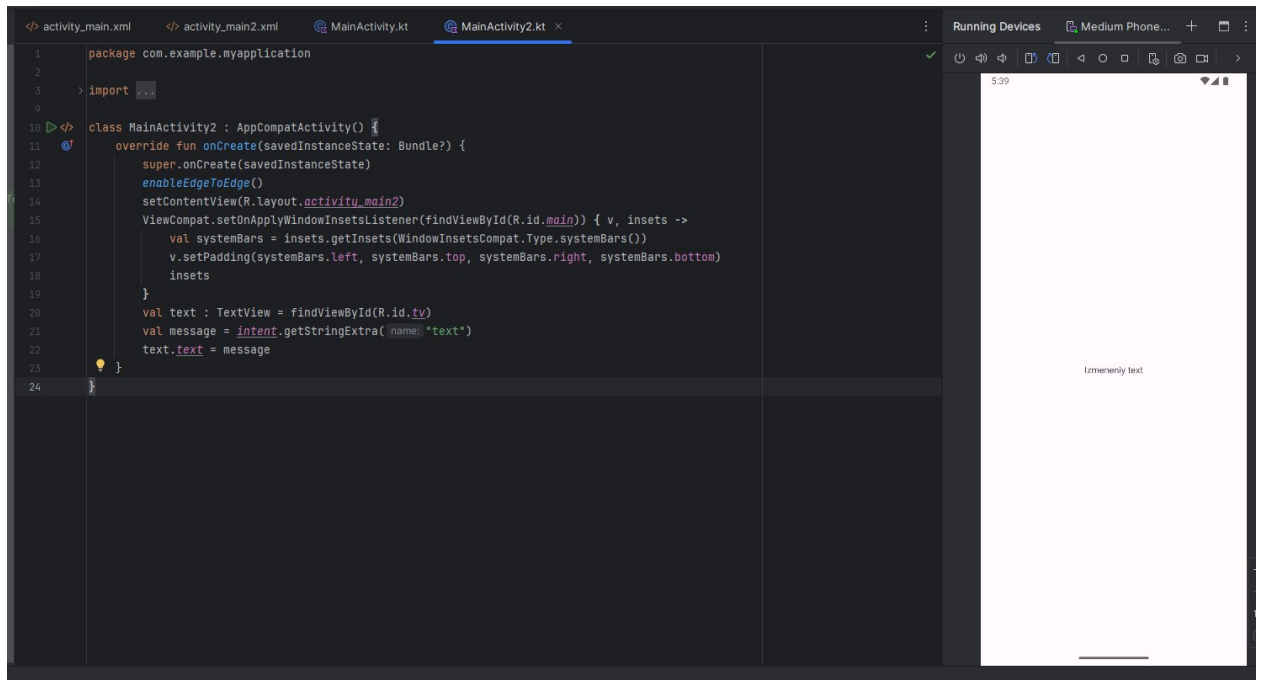 activity_main.xml activity_main2.xml MainActivity.kt MainActivity2.kt
1 package com.example.myapplication
2
3 import ...
9
10 class MainActivity2 : AppCompatActivity() {
11 override fun onCreate(savedInstanceState: Bundle?) {
12 super.onCreate(savedInstanceState)
13 enableEdgeToEdge()
14 setContentView(R.layout.activity_main2)
15 ViewCompat.setOnApplyWindowInsetsListener(findViewById(R.id.main)) { v, insets ->
16 val systemBars = insets.getInsets(WindowInsetsCompat.Type.systemBars())
17 v.setPadding(systemBars.left, systemBars.top, systemBars.right, systemBars.bottom)
18 insets
19 }
20 val text : TextView = findViewById(R.id.tv)
21 val message = intent.getStringExtra( name: "text")
22 text.text = message
23 }
24 }
Running Devices Medium Phone...
5:39
Izmeneniy text